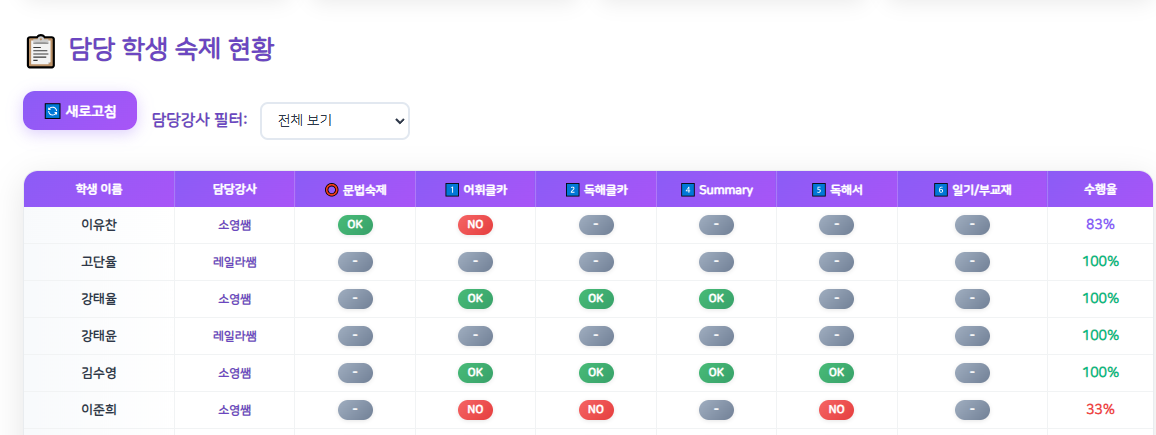 📋 담당 학생 숙제 현황
🔄 새로고침 담당강사 필터: 전체 보기
학생 이름 담당강사 ⭕ 문법숙제 1️⃣ 어휘클카 2️⃣ 독해클카 4️⃣ Summary 5️⃣ 독해서 6️⃣ 일기/부교재 수행율
이유찬 소영쌤 OK NO - - - - 83%
고단율 레일라쌤 - - - - - - 100%
강태율 소영쌤 - OK OK OK - - 100%
강태윤 레일라쌤 - - - - - - 100%
김수영 소영쌤 - OK OK OK OK - 100%
이준희 소영쌤 - NO NO - NO - 33%